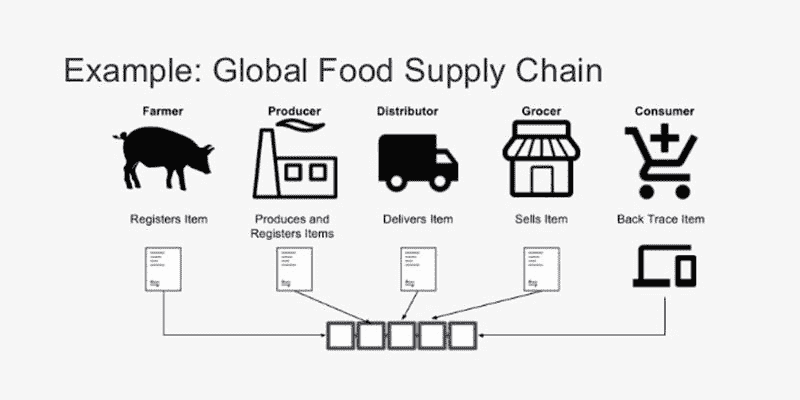 Example: Global Food Supply Chain
Farmer
Producer
Distributor
Grocer
Consumer
Registers Item
Produces and
Registers Items
Delivers Item
Sells Item
Back Trace Item